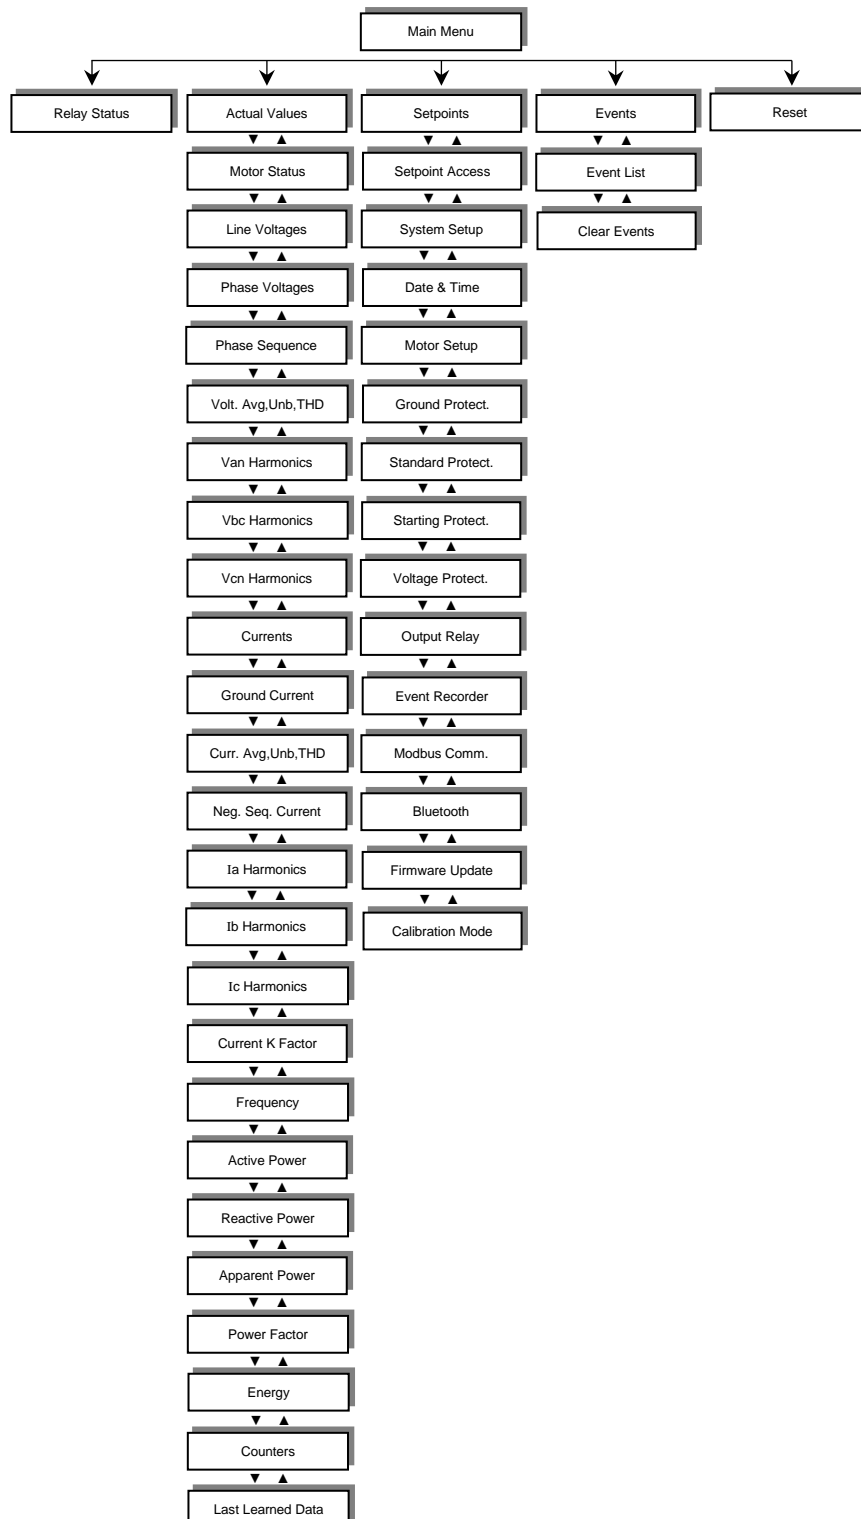 Main Menu
Relay Status
Actual Values
Setpoints
Events
Reset
Motor Status
Line Voltages
Phase Voltages
Phase Sequence
Volt. Avg,Unb,THD
Van Harmonics
Vbc Harmonics
Vcn Harmonics
Currents
Ground Current
Curr. Avg,Unb,THD
Neg. Seq. Current
Ia Harmonics
Ib Harmonics
Ic Harmonics
Current K Factor
Frequency
Active Power
Reactive Power
Apparent Power
Power Factor
Energy
Counters
Last Learned Data
Setpoint Access
System Setup
Date & Time
Motor Setup
Ground Protect.
Standard Protect.
Starting Protect.
Voltage Protect.
Output Relay
Event Recorder
Modbus Comm.
Bluetooth
Firmware Update
Calibration Mode
Event List
Clear Events